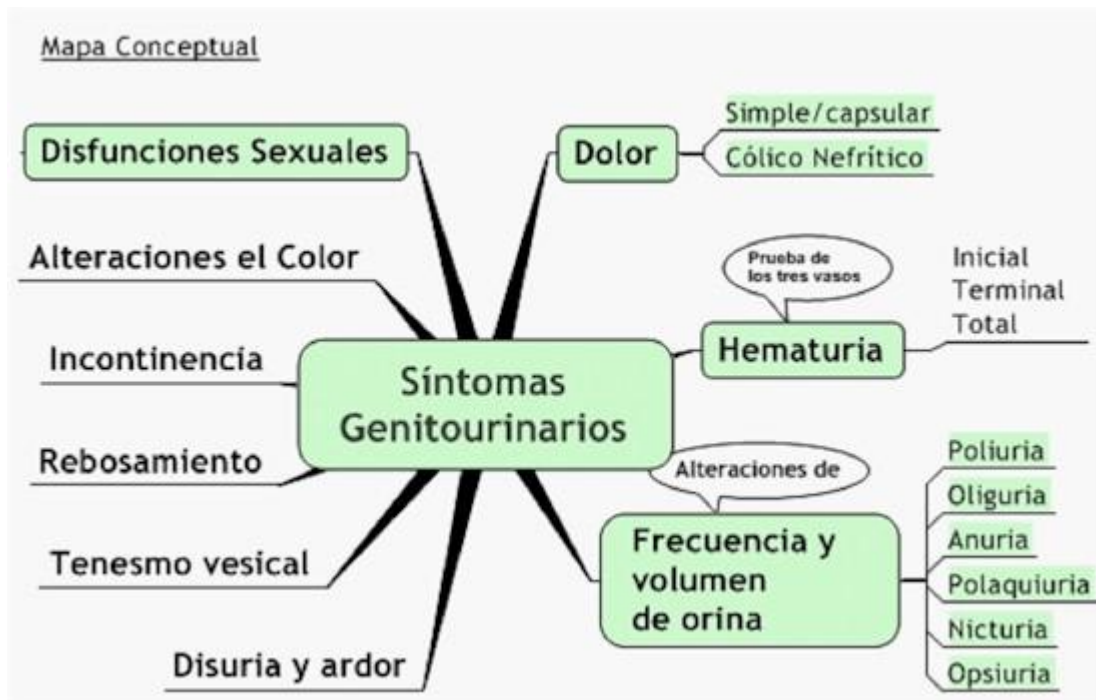 Mapa Conceptual
Disfunciones Sexuales
Alteraciones el Color
Incontinencia
Rebosamiento
Tenesmo vesical
Disuria y ardor
Síntomas
Genitourinarios
Dolor
Simple/capsular
Cólico Nefrítico
Prueba de
los tres vasos
Hematuria
Inicial
Terminal
Total
Alteraciones de
Frecuencia y
volumen
de orina
Poliuria
Oliguria
Anuria
Polaquiuria
Nicturia
Opsiuria